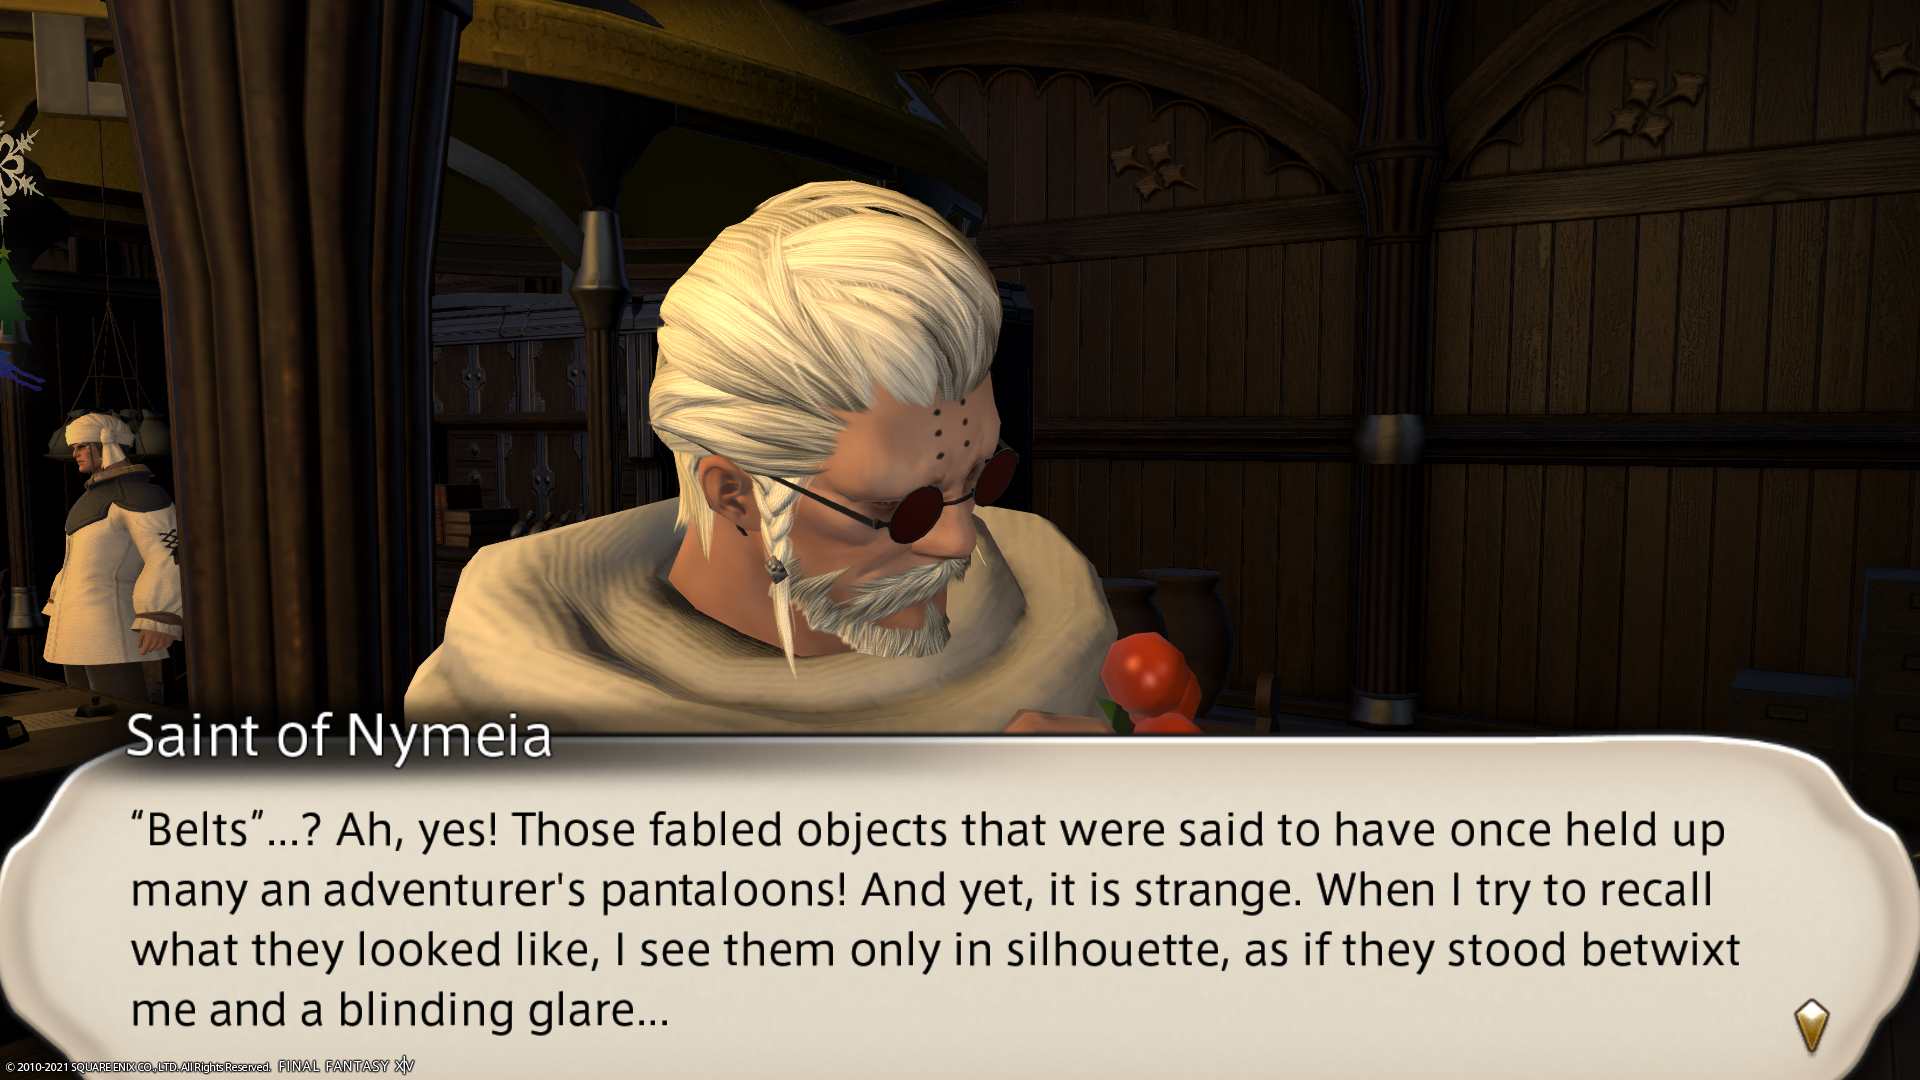 Saint of Nymeia
“Belts”...? Ah, yes! Those fabled objects that were said to have once held up
many an adventurer's pantaloons! And yet, it is strange. When I try to recall
what they looked like, I see them only in silhouette, as if they stood betwixt
me and a blinding glare...
© 2010-2021 SQUARE ENIX CO., LTD. All Rights Reserved. FINAL FANTASY XIV